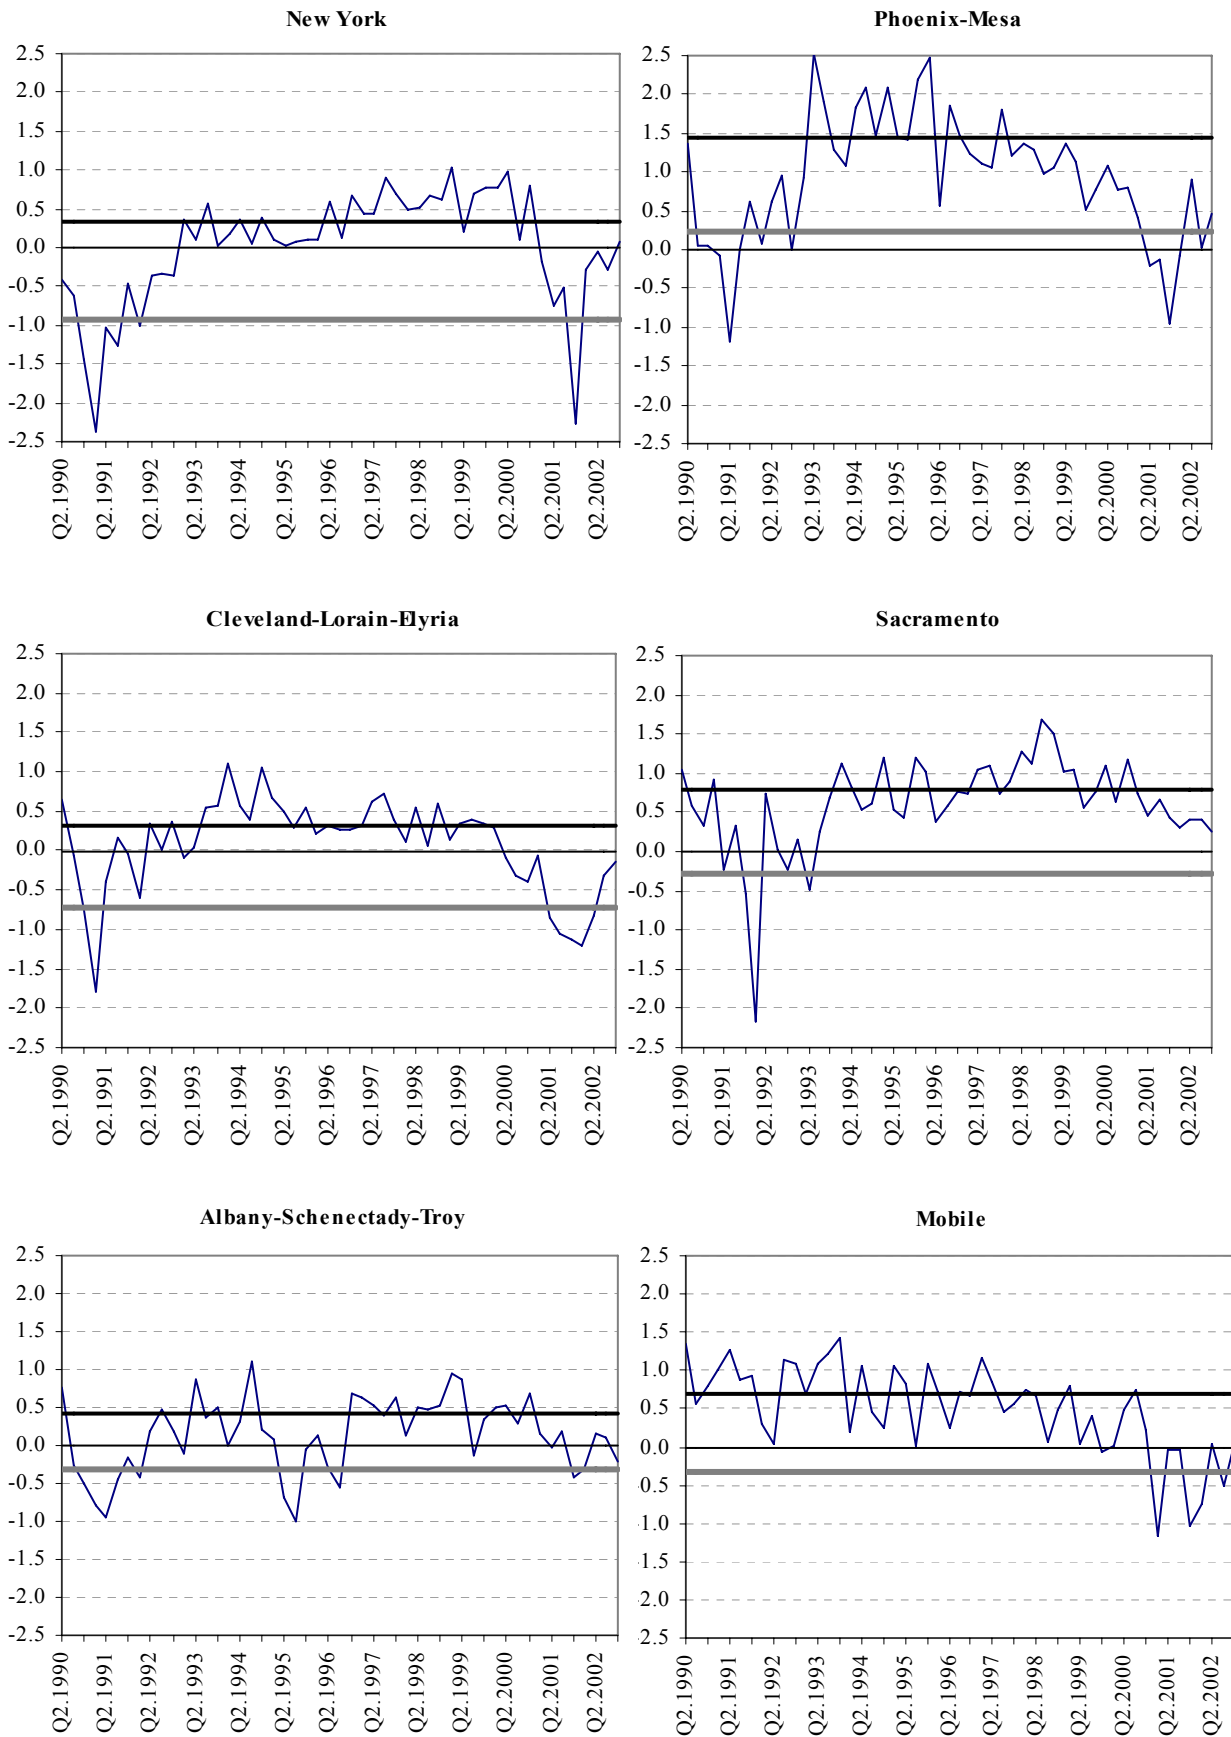 New York
2.5
2.0
1.5
1.0
0.5
0.0
-0.5
-1.0
-1.5
-2.0
-2.5
Q2.1990
Q2.1991
Q2.1992
Q2.1993
Q2.1994
Q2.1995
Q2.1996
Q2.1997
Q2.1998
Q2.1999
Q2.2000
Q2.2001
Q2.2002
Phoenix-Mesa
2.5
2.0
1.5
1.0
0.5
0.0
-0.5
-1.0
-1.5
-2.0
-2.5
Q2.1990
Q2.1991
Q2.1992
Q2.1993
Q2.1994
Q2.1995
Q2.1996
Q2.1997
Q2.1998
Q2.1999
Q2.2000
Q2.2001
Q2.2002
Cleveland-Lorain-Elyria
2.5
2.0
1.5
1.0
0.5
0.0
-0.5
-1.0
-1.5
-2.0
-2.5
Q2.1990
Q2.1991
Q2.1992
Q2.1993
Q2.1994
Q2.1995
Q2.1996
Q2.1997
Q2.1998
Q2.1999
Q2.2000
Q2.2001
Q2.2002
Sacramento
2.5
2.0
1.5
1.0
0.5
0.0
-0.5
-1.0
-1.5
-2.0
-2.5
Q2.1990
Q2.1991
Q2.1992
Q2.1993
Q2.1994
Q2.1995
Q2.1996
Q2.1997
Q2.1998
Q2.1999
Q2.2000
Q2.2001
Q2.2002
Albany-Schenectady-Troy
2.5
2.0
1.5
1.0
0.5
0.0
-0.5
-1.0
-1.5
-2.0
-2.5
Q2.1990
Q2.1991
Q2.1992
Q2.1993
Q2.1994
Q2.1995
Q2.1996
Q2.1997
Q2.1998
Q2.1999
Q2.2000
Q2.2001
Q2.2002
Mobile
2.5
2.0
1.5
1.0
0.5
0.0
-0.5
-1.0
-1.5
-2.0
-2.5
Q2.1990
Q2.1991
Q2.1992
Q2.1993
Q2.1994
Q2.1995
Q2.1996
Q2.1997
Q2.1998
Q2.1999
Q2.2000
Q2.2001
Q2.2002